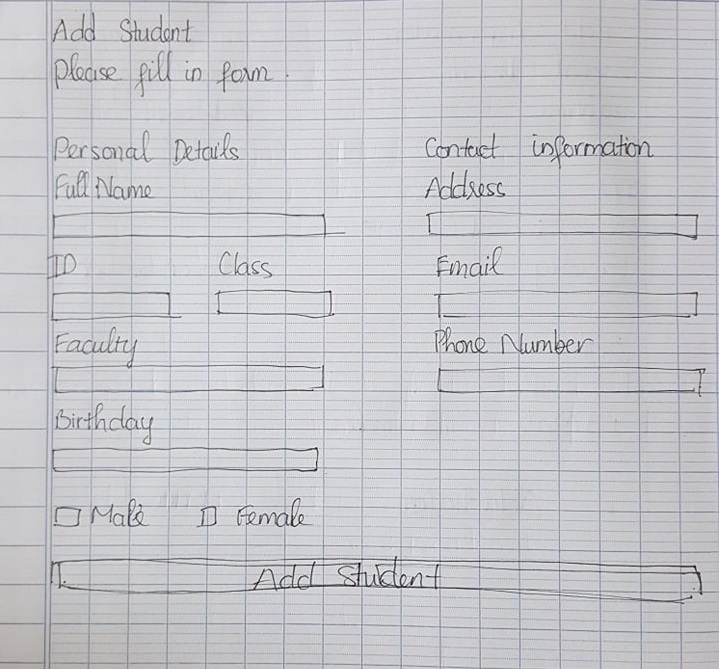 Add Student
Please fill in form.
Personal Details
Contact information
Full Name
Address
ID
Class
Email
Faculty
Phone Number
Birthday
Male
Female
Add Student